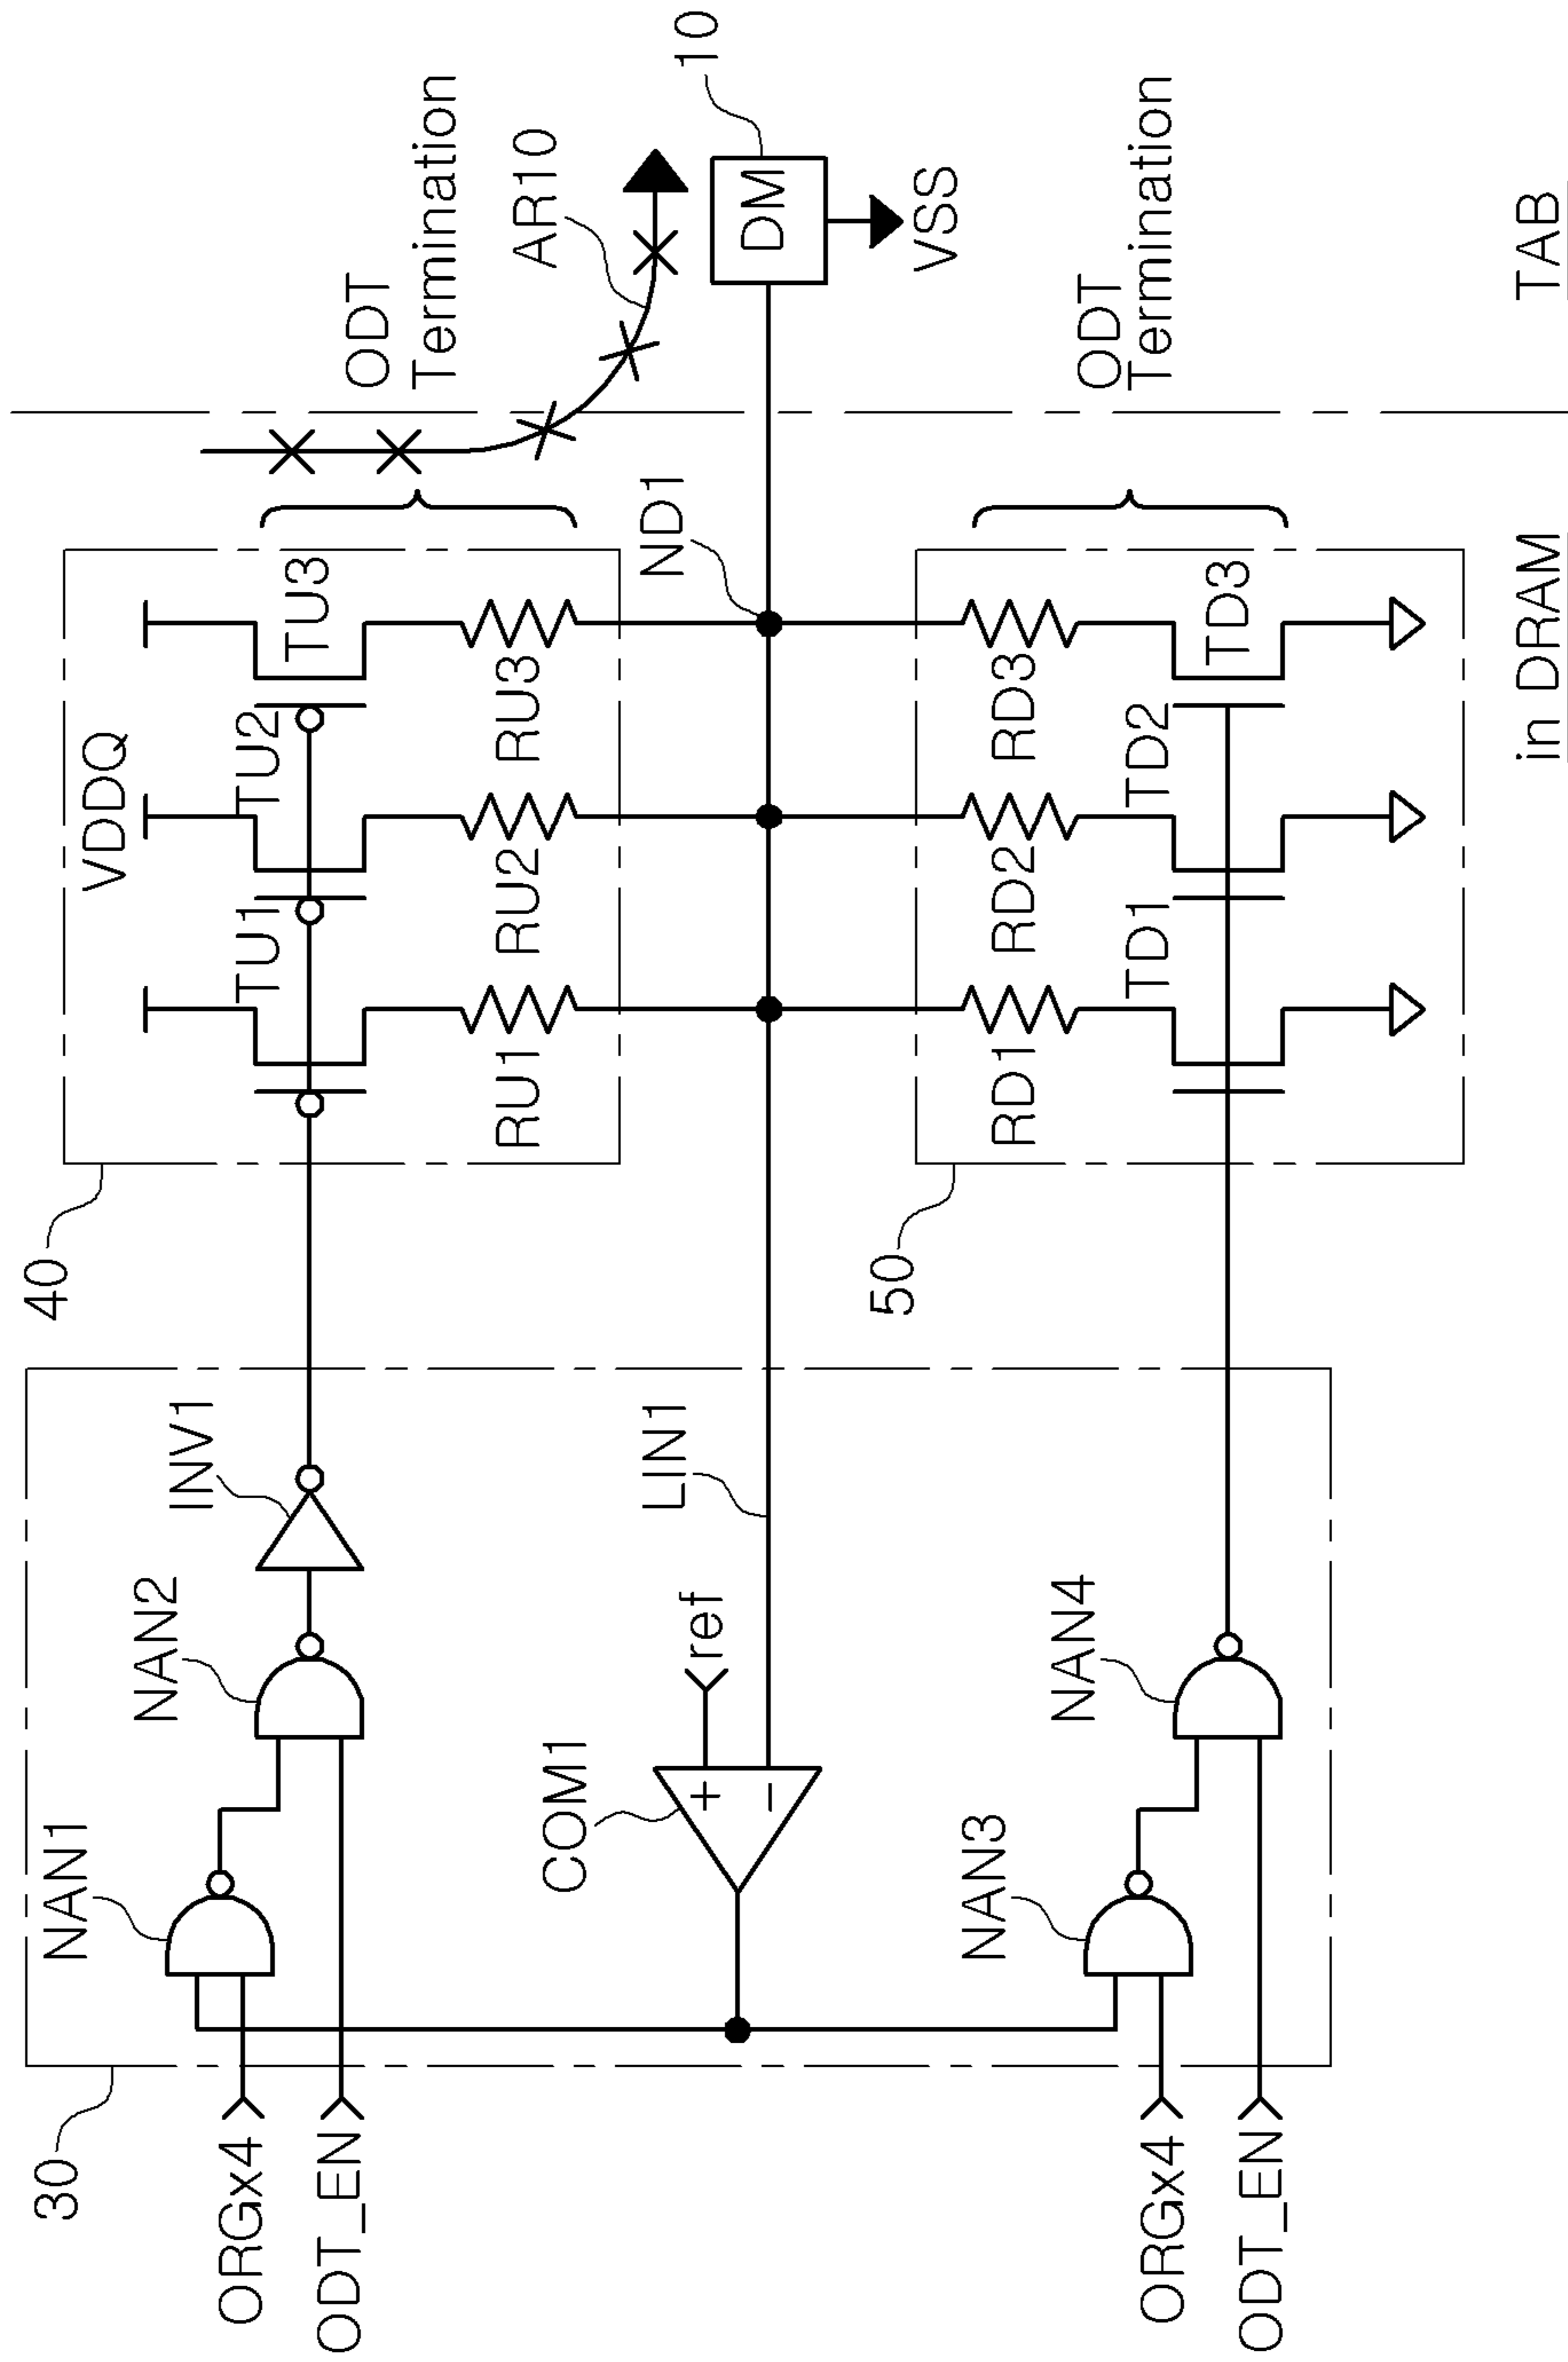 40
VDDQ
TU1
TU2
TU3
RU1
RU2
RU3
ODT
Termination
AR10
10
30
NAN1
NAN2
INV1
ORGx4
ODT_EN
COM1
+
-
ref
LIN1
ND1
DM
VSS
50
RD1
RD2
RD3
TD1
TD2
TD3
ODT
Termination
NAN3
NAN4
ORGx4
ODT_EN
in DRAM
TAB